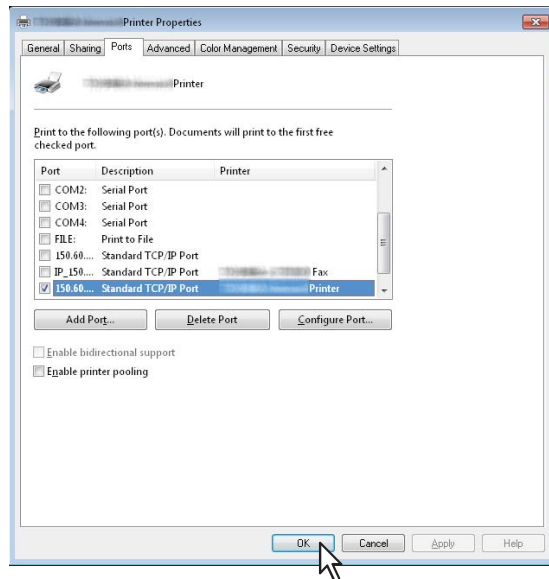 Printer Properties
General Sharing Ports Advanced Color Management Security Device Settings
Printer
Print to the following port(s). Documents will print to the first free
checked port.
Port Description Printer
COM2: Serial Port
COM3: Serial Port
COM4: Serial Port
FILE: Print to File
150.60.... Standard TCP/IP Port
IP_150.... Standard TCP/IP Port Fax
150.60.... Standard TCP/IP Port Printer
Add Port... Delete Port Configure Port...
Enable bidirectional support
Enable printer pooling
OK Cancel Apply Help